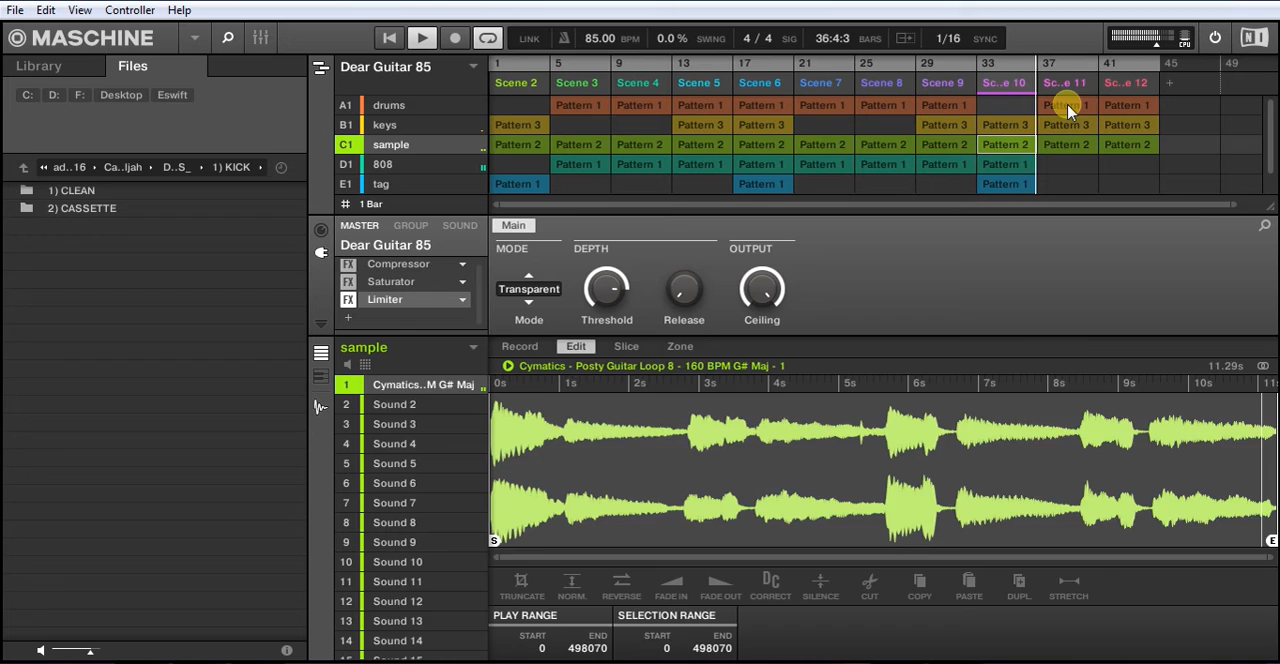 File Edit View Controller Help
MASCHINE LINK 85.00 BPM 0.0% SWING 4 / 4 SIG 36:4:3 BARS 1/16 SYNC CPU
Library Files
C: D: F: Desktop Eswift
ad..16 Ca..ljah D..S_ 1) KICK
1) CLEAN
2) CASSETTE
Dear Guitar 85 1 5 9 13 17 21 25 29 33 37 41 45 49
Scene 2 Scene 3 Scene 4 Scene 5 Scene 6 Scene 7 Scene 8 Scene 9 Sc..e 10 Sc..e 11 Sc..e 12 +
A1 drums Pattern 1 Pattern 1 Pattern 1 Pattern 1 Pattern 1 Pattern 1 Pattern 1 Pattern 1 Pattern 1
B1 keys Pattern 3 Pattern 3 Pattern 3 Pattern 3 Pattern 3 Pattern 3 Pattern 3
C1 sample Pattern 2 Pattern 2 Pattern 2 Pattern 2 Pattern 2 Pattern 2 Pattern 2 Pattern 2 Pattern 2 Pattern 2 Pattern 2
D1 808 Pattern 1 Pattern 1 Pattern 1 Pattern 1 Pattern 1 Pattern 1 Pattern 1 Pattern 1
E1 tag Pattern 1 Pattern 1 Pattern 1
1 Bar
MASTER GROUP SOUND Main
Dear Guitar 85 MODE DEPTH OUTPUT
FX Compressor
FX Saturator
FX Limiter
+
Transparent
Mode Threshold Release Ceiling
sample Record Edit Slice Zone
Cymatics - Posty Guitar Loop 8 - 160 BPM G# Maj - 1 11.29s
0s 1s 2s 3s 4s 5s 6s 7s 8s 9s 10s 11s
1 Cymatics..M G# Maj
2 Sound 2
3 Sound 3
4 Sound 4
5 Sound 5
6 Sound 6
7 Sound 7
8 Sound 8
9 Sound 9
10 Sound 10
11 Sound 11
12 Sound 12
13 Sound 13
14 Sound 14
S E
TRUNCATE NORM. REVERSE FADE IN FADE OUT CORRECT SILENCE CUT COPY PASTE DUPL. STRETCH
PLAY RANGE SELECTION RANGE
START END START END
0 498070 0 498070